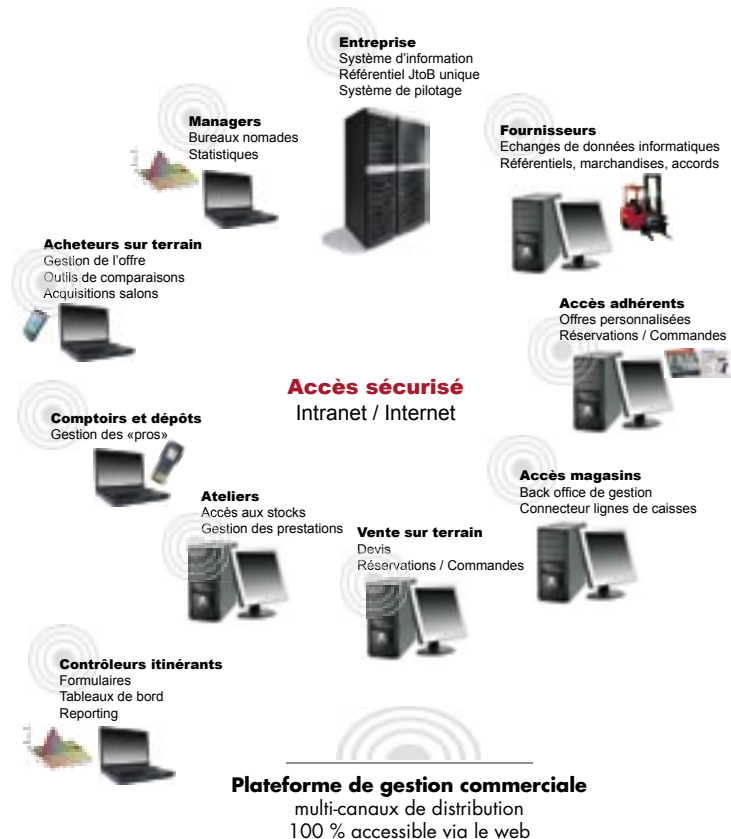 Entreprise
Système d'information
Référentiel JtoB unique
Système de pilotage
Managers
Bureaux nomades
Statistiques
Fournisseurs
Echanges de données informatiques
Référentiels, marchandises, accords
Acheteurs sur terrain
Gestion de l'offre
Outils de comparaisons
Acquisitions salons
Accès adhérents
Offres personnalisées
Réservations / Commandes
Accès sécurisé
Intranet / Internet
Comptoirs et dépôts
Gestion des «pros»
Accès magasins
Back office de gestion
Connecteur lignes de caisses
Ateliers
Accès aux stocks
Gestion des prestations
Vente sur terrain
Devis
Réservations / Commandes
Contrôleurs itinérants
Formulaires
Tableaux de bord
Reporting
Plateforme de gestion commerciale
multi-canaux de distribution
100 % accessible via le web